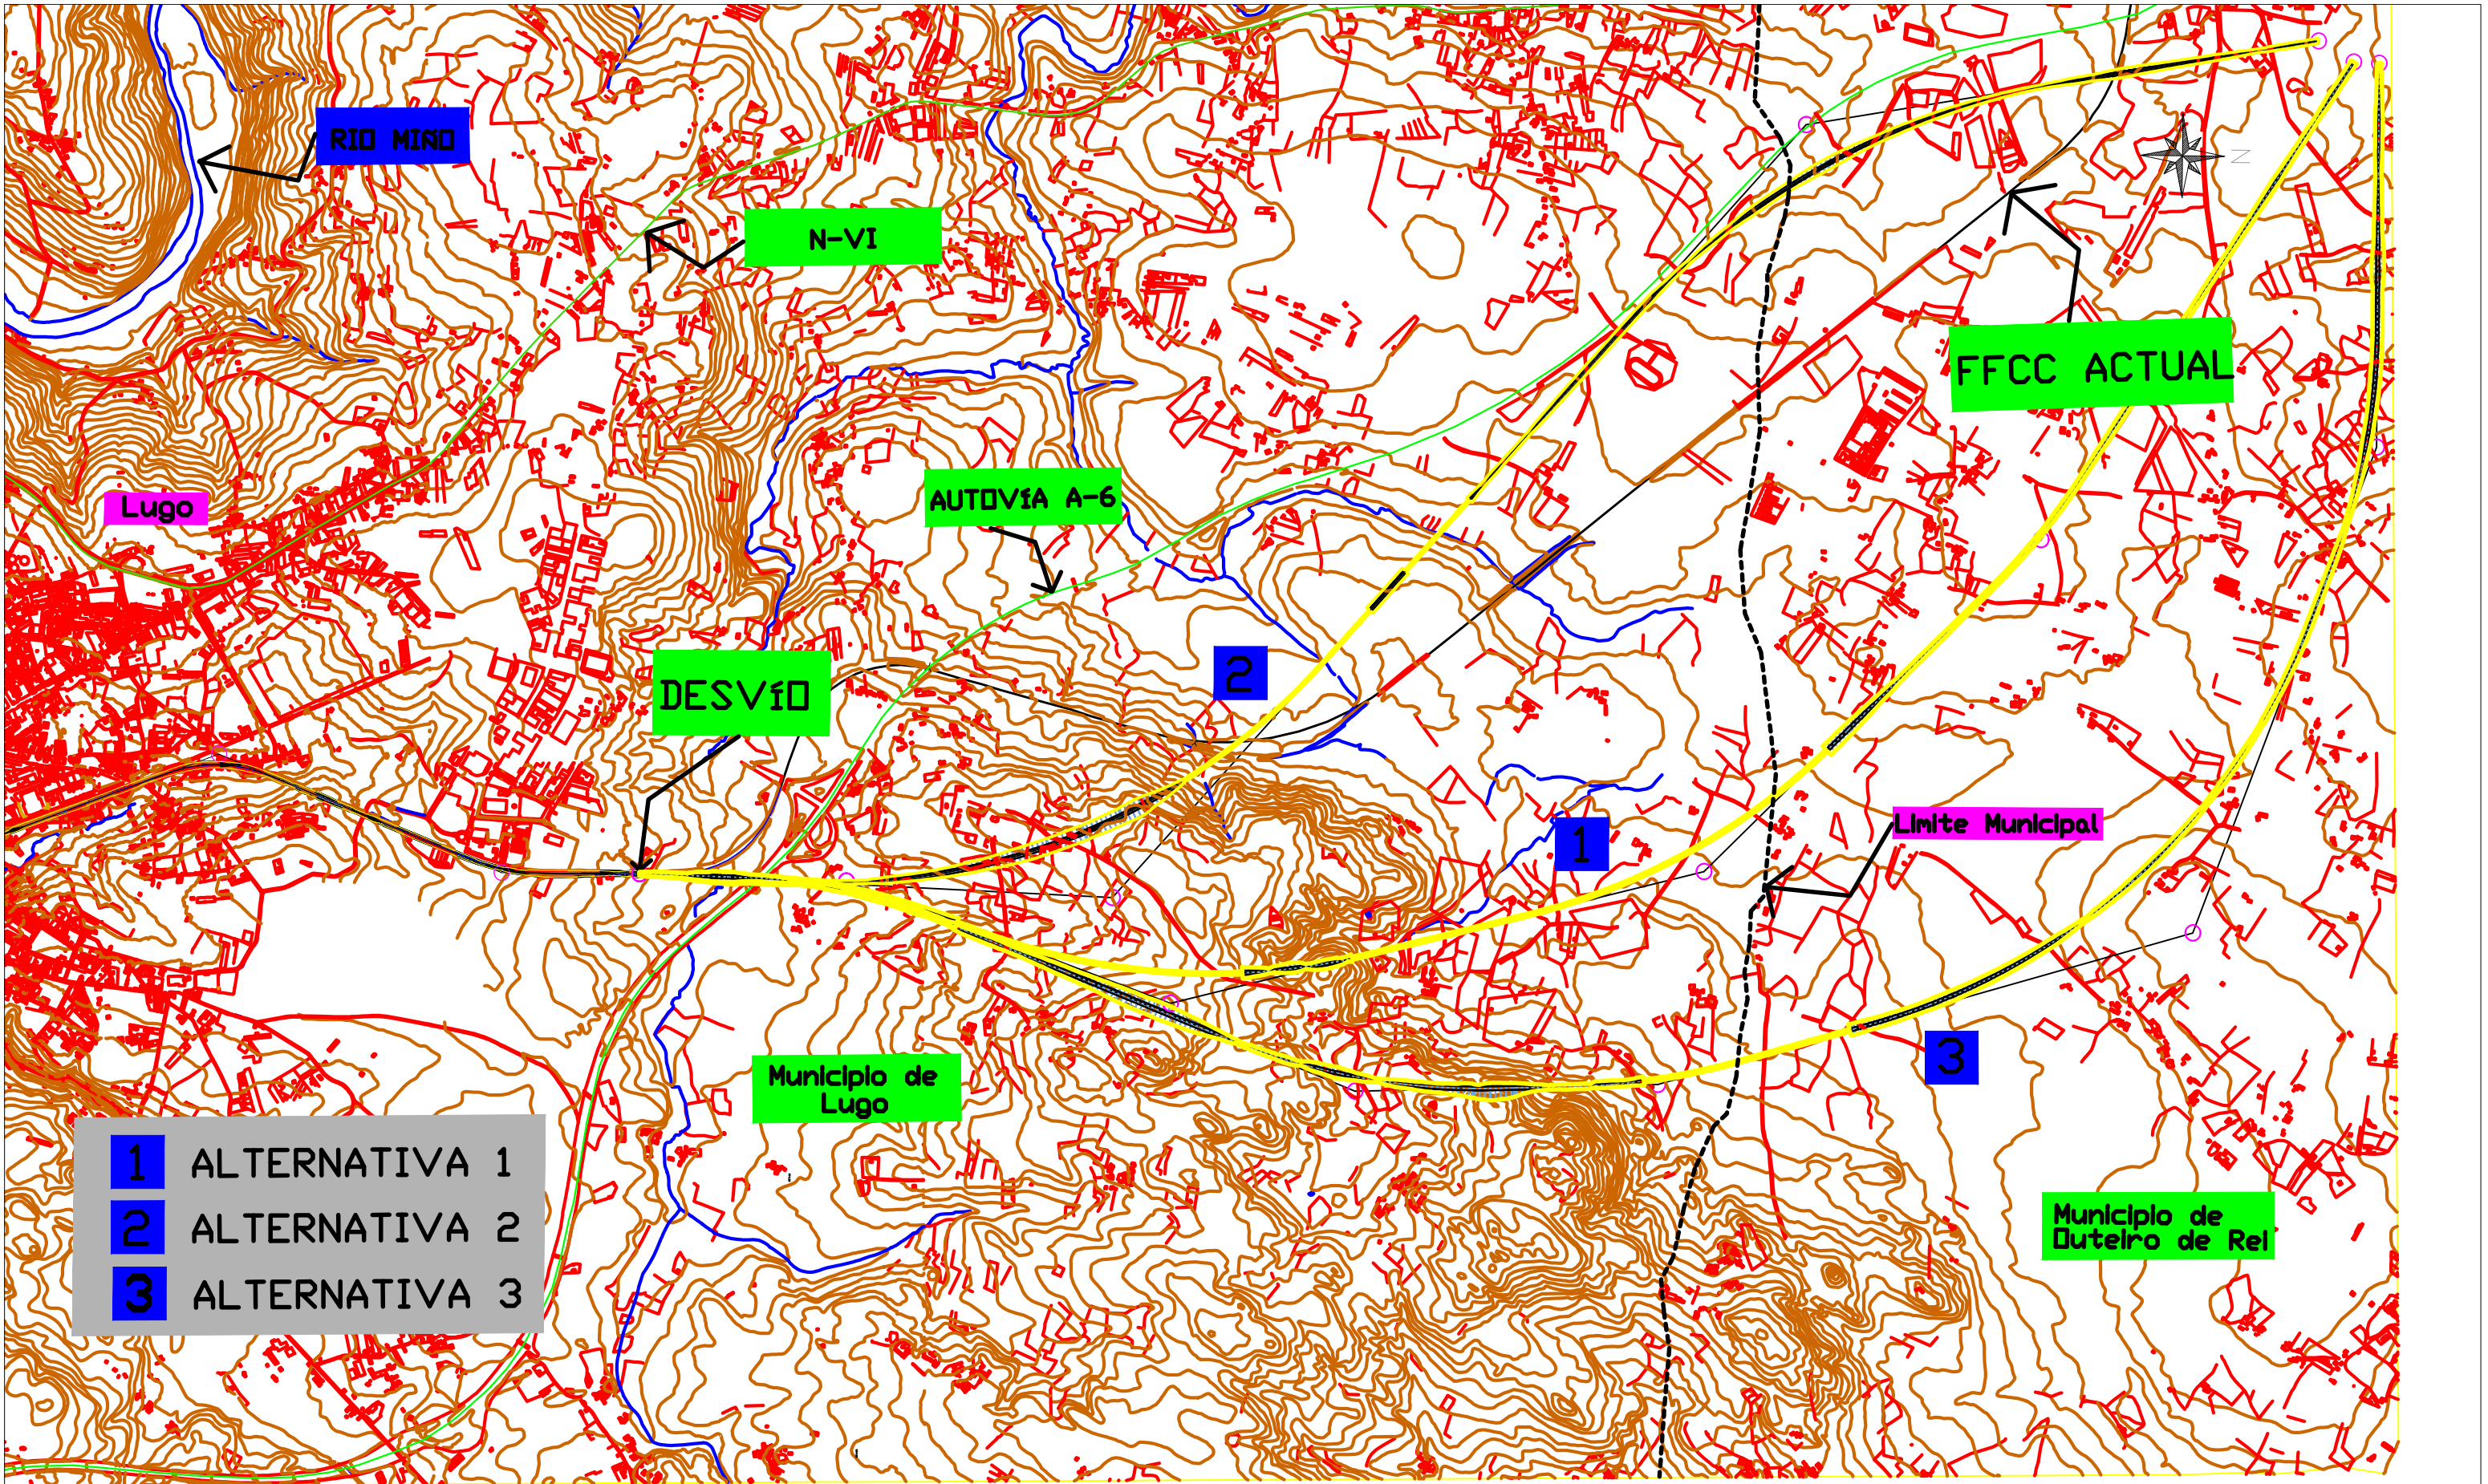 RIO MIÑO
N-VI
N
FFCC ACTUAL
Lugo
AUTOVÍA A-6
DESVÍO
2
1
Limite Municipal
3
Municipio de
Lugo
1 ALTERNATIVA 1
2 ALTERNATIVA 2
3 ALTERNATIVA 3
Municipio de
Outeiro de Rei